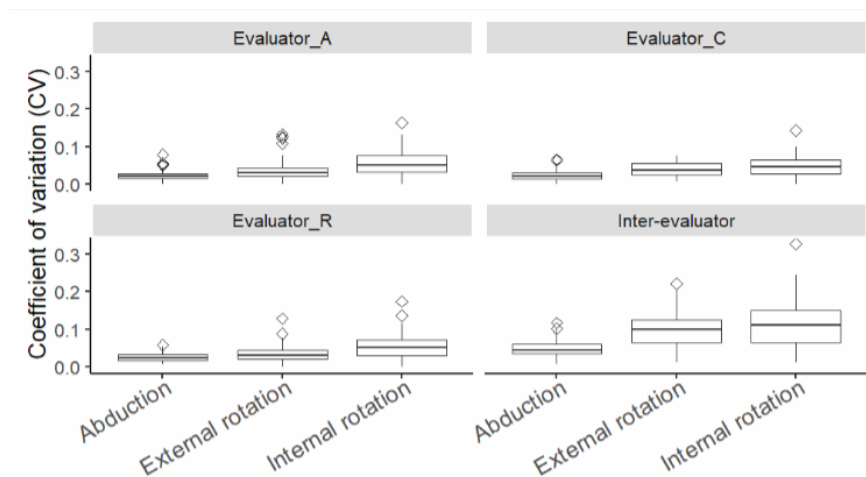 Evaluator_A
Evaluator_C
Coefficient of variation (CV)
0.3
0.2
0.1
0.0
Evaluator_R
Inter-evaluator
0.3
0.2
0.1
0.0
Abduction
External rotation
Internal rotation
Abduction
External rotation
Internal rotation